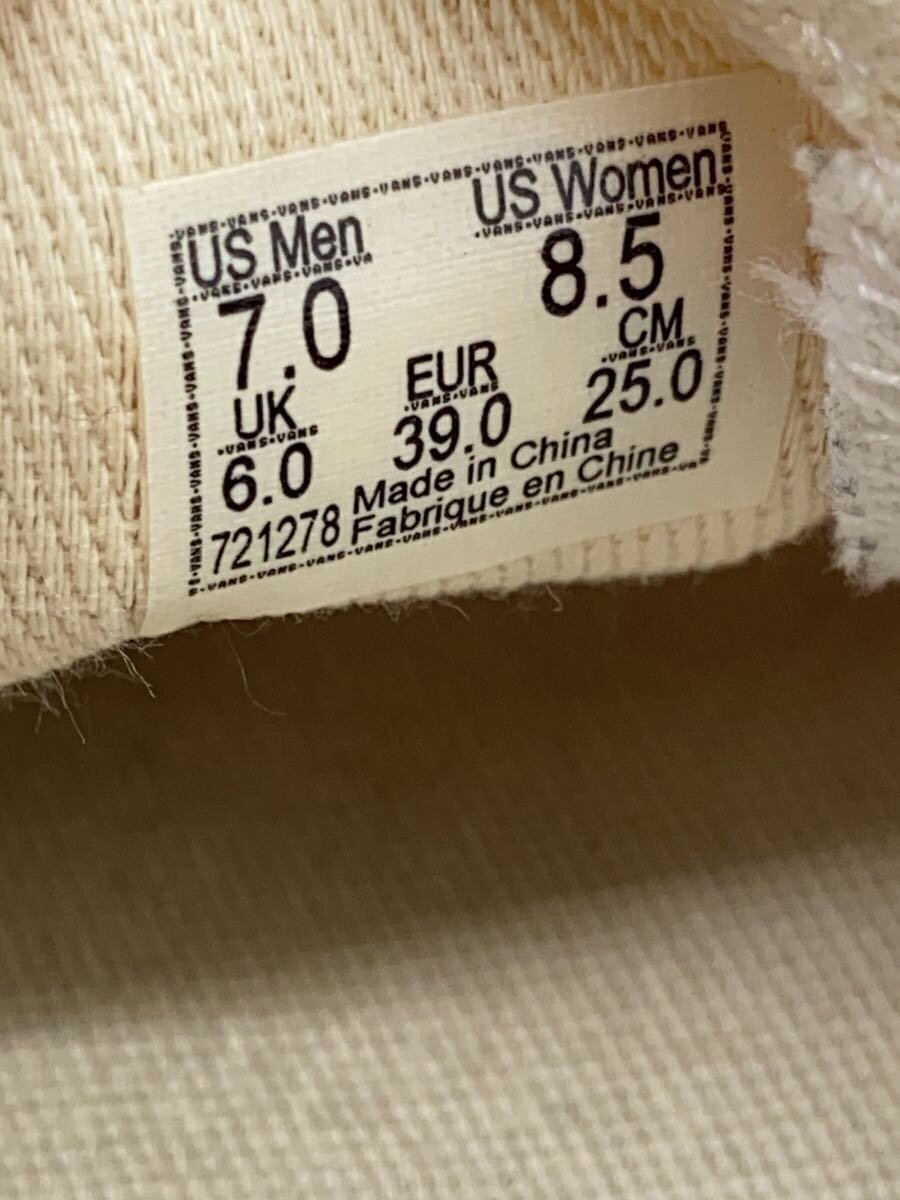 US Men US Women
7.0 8.5
UK EUR CM
6.0 39.0 25.0
721278 Made in China
Fabrique en Chine